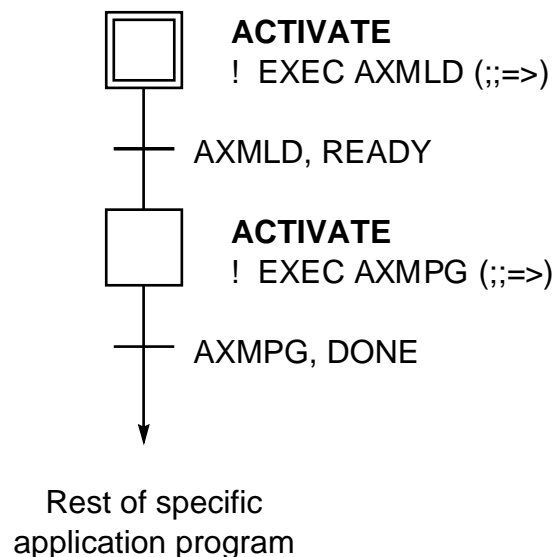 ACTIVATE
! EXEC AXMLD (;;=>)
AXMLD, READY
ACTIVATE
! EXEC AXMPG (;;=>)
AXMPG, DONE
Rest of specific
application program